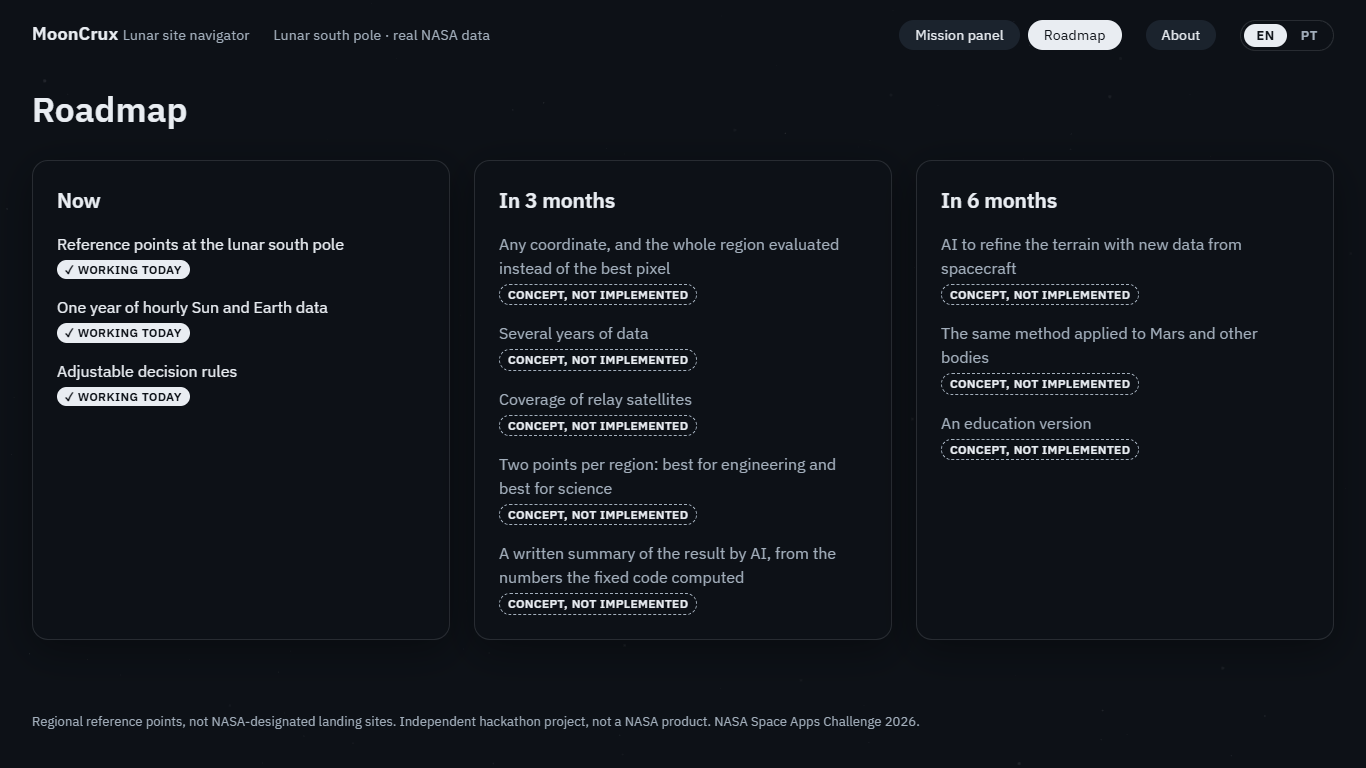 MoonCrux Lunar site navigator Lunar south pole · real NASA data Mission panel Roadmap About EN PT
Roadmap
Now
Reference points at the lunar south pole
✓ WORKING TODAY
One year of hourly Sun and Earth data
✓ WORKING TODAY
Adjustable decision rules
✓ WORKING TODAY
In 3 months
Any coordinate, and the whole region evaluated
instead of the best pixel
CONCEPT, NOT IMPLEMENTED
Several years of data
CONCEPT, NOT IMPLEMENTED
Coverage of relay satellites
CONCEPT, NOT IMPLEMENTED
Two points per region: best for engineering and
best for science
CONCEPT, NOT IMPLEMENTED
A written summary of the result by AI, from the
numbers the fixed code computed
CONCEPT, NOT IMPLEMENTED
In 6 months
AI to refine the terrain with new data from
spacecraft
CONCEPT, NOT IMPLEMENTED
The same method applied to Mars and other
bodies
CONCEPT, NOT IMPLEMENTED
An education version
CONCEPT, NOT IMPLEMENTED
Regional reference points, not NASA-designated landing sites. Independent hackathon project, not a NASA product. NASA Space Apps Challenge 2026.